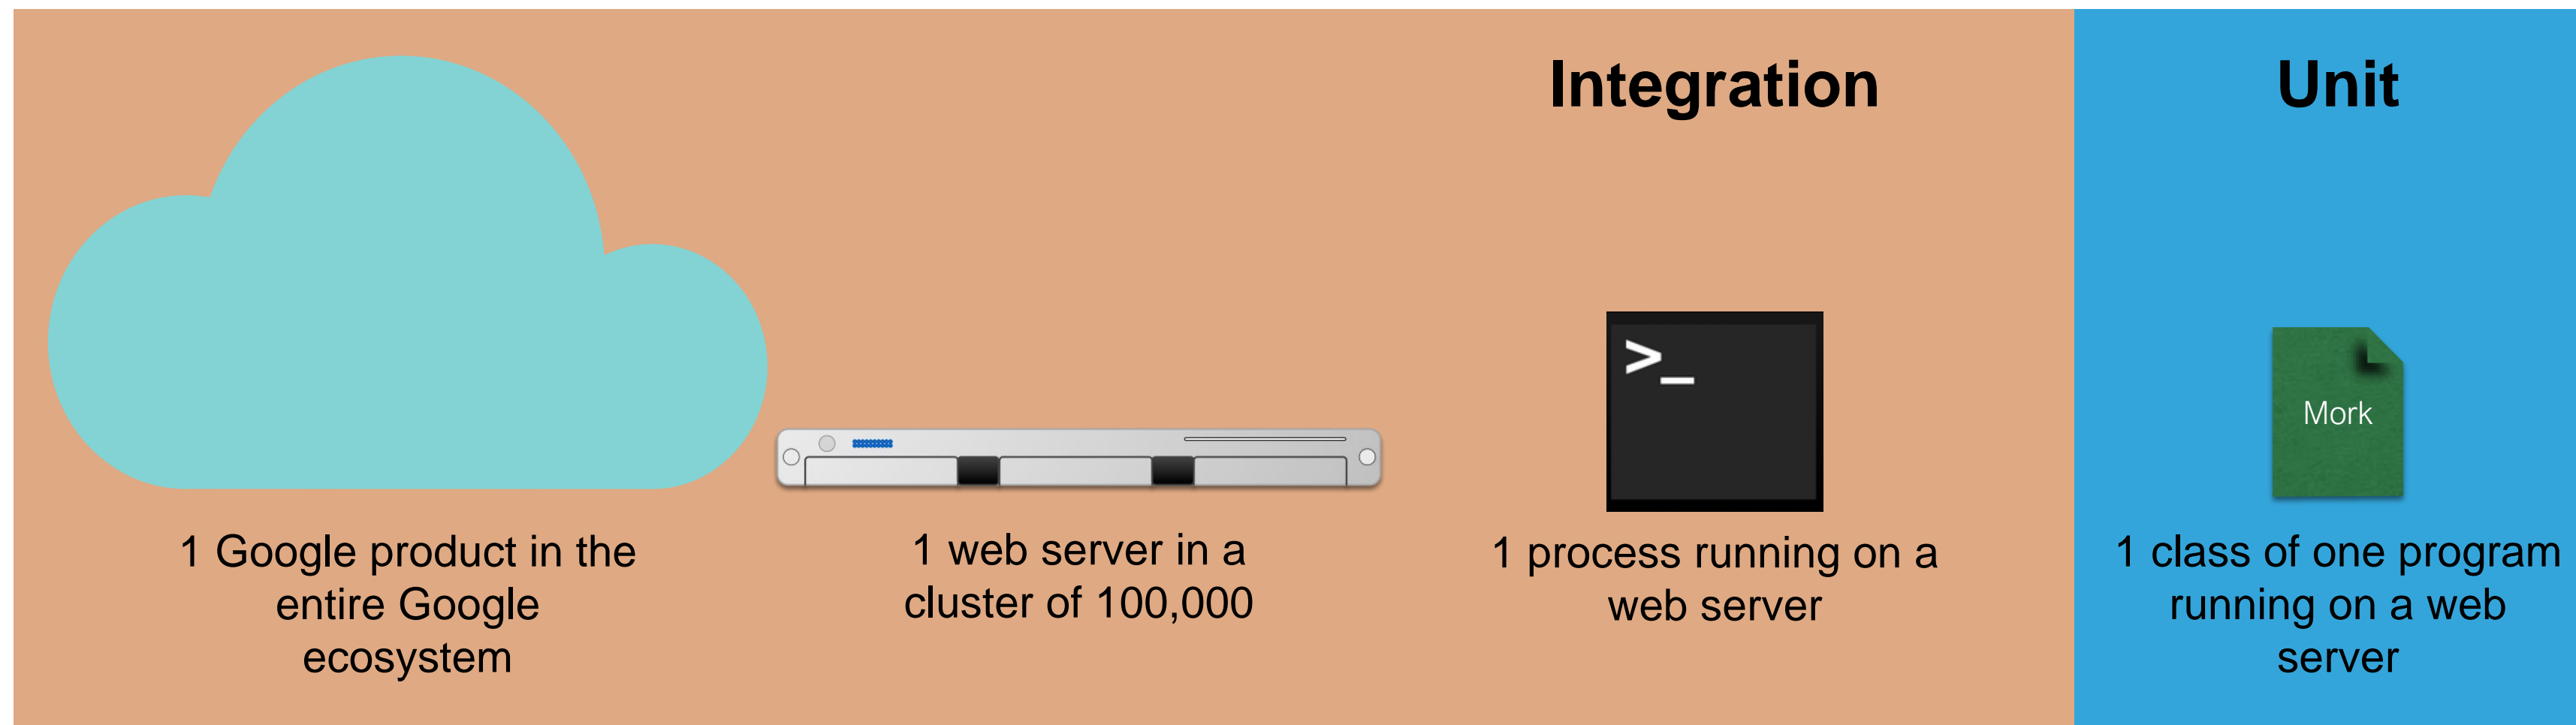 Integration
Unit
>_
Mork
1 Google product in the
entire Google
ecosystem
1 web server in a
cluster of 100,000
1 process running on a
web server
1 class of one program
running on a web
server